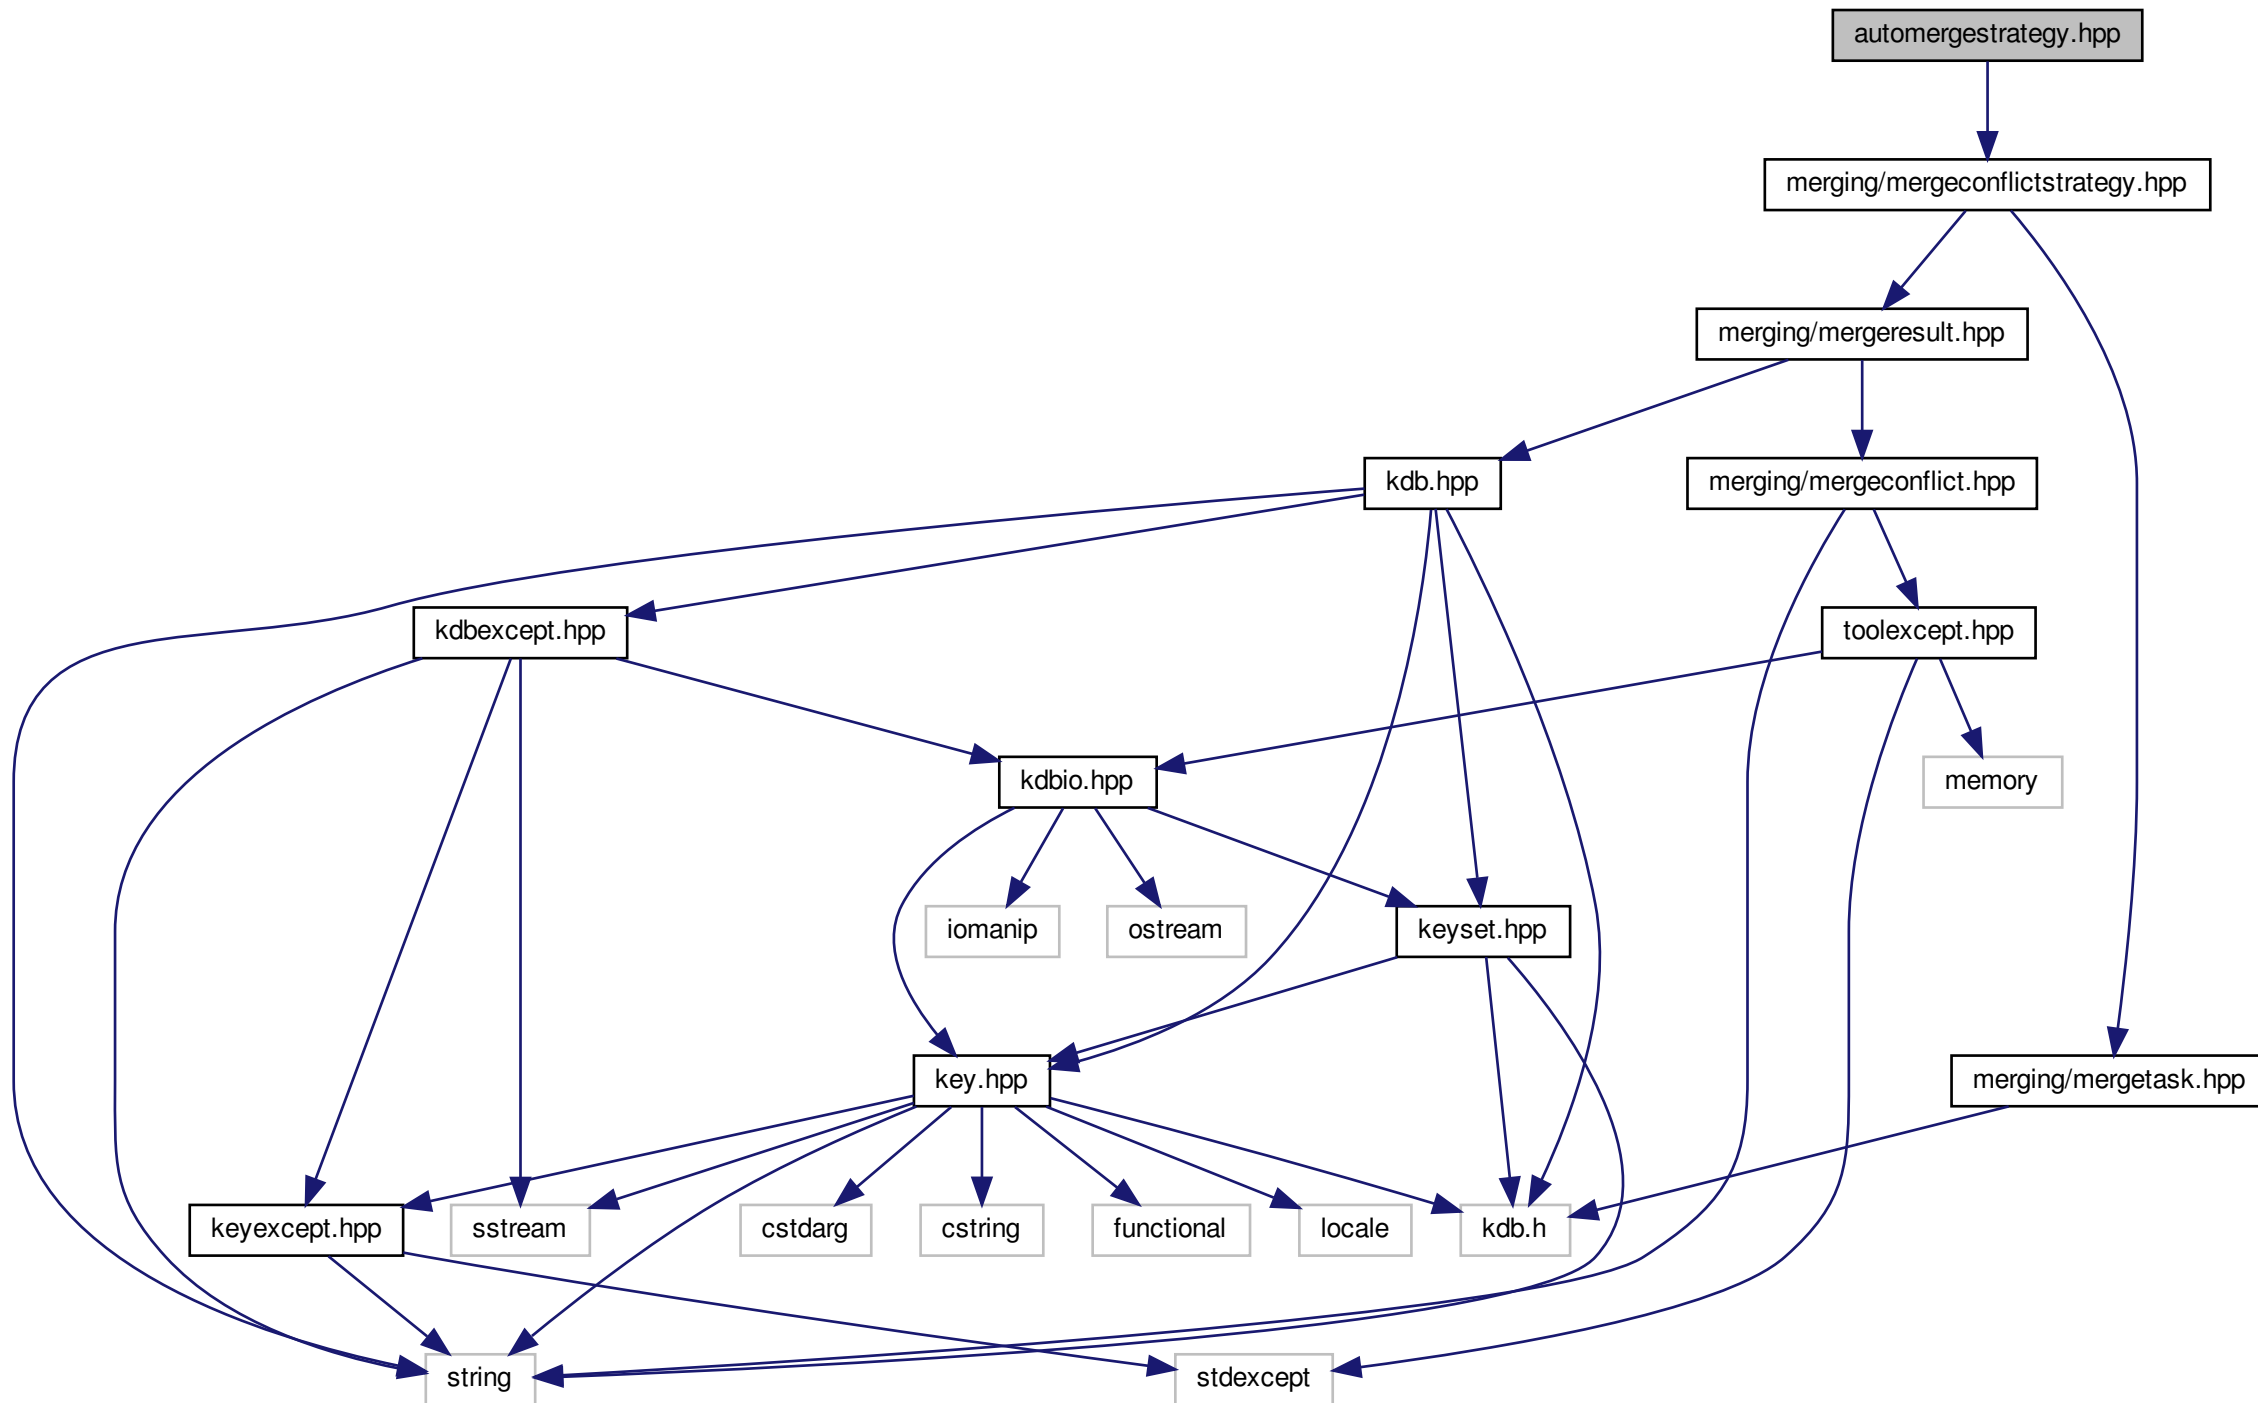 automergestrategy.hpp
merging/mergeconflictstrategy.hpp
merging/mergeresult.hpp
kdb.hpp
merging/mergeconflict.hpp
kdbexcept.hpp
toolexcept.hpp
kdbio.hpp
memory
iomanip
ostream
keyset.hpp
key.hpp
merging/mergetask.hpp
keyexcept.hpp
sstream
cstdarg
cstring
functional
locale
kdb.h
string
stdexcept